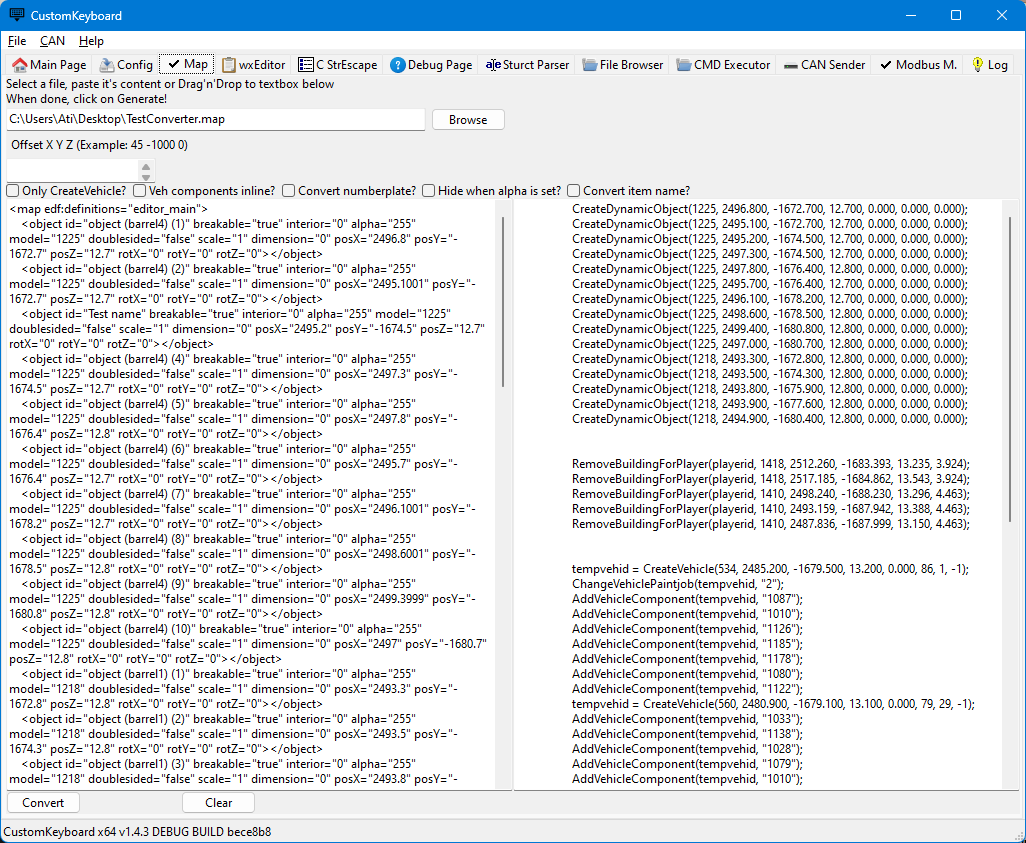 CustomKeyboard
File CAN Help
Main Page Config Map wxEditor C StrEscape Debug Page Sturct Parser File Browser CMD Executor CAN Sender Modbus M. Log
Select a file, paste it's content or Drag'n'Drop to textbox below
When done, click on Generate!
C:\Users\Ati\Desktop\TestConverter.map Browse
Offset X Y Z (Example: 45 -1000 0)
Only CreateVehicle? Veh components inline? Convert numberplate? Hide when alpha is set? Convert item name?
<map edf:definitions="editor_main">
<object id="object (barrel4) (1)" breakable="true" interior="0" alpha="255"
model="1225" doublesided="false" scale="1" dimension="0" posX="2496.8" posY="-
1672.7" posZ="12.7" rotX="0" rotY="0" rotZ="0"></object>
<object id="object (barrel4) (2)" breakable="true" interior="0" alpha="255"
model="1225" doublesided="false" scale="1" dimension="0" posX="2495.1001" posY="-
1672.7" posZ="12.7" rotX="0" rotY="0" rotZ="0"></object>
<object id="Test name" breakable="true" interior="0" alpha="255" model="1225"
doublesided="false" scale="1" dimension="0" posX="2495.2" posY="-1674.5" posZ="12.7"
rotX="0" rotY="0" rotZ="0"></object>
<object id="object (barrel4) (4)" breakable="true" interior="0" alpha="255"
model="1225" doublesided="false" scale="1" dimension="0" posX="2497.3" posY="-
1674.5" posZ="12.7" rotX="0" rotY="0" rotZ="0"></object>
<object id="object (barrel4) (5)" breakable="true" interior="0" alpha="255"
model="1225" doublesided="false" scale="1" dimension="0" posX="2497.8" posY="-
1676.4" posZ="12.8" rotX="0" rotY="0" rotZ="0"></object>
<object id="object (barrel4) (6)" breakable="true" interior="0" alpha="255"
model="1225" doublesided="false" scale="1" dimension="0" posX="2495.7" posY="-
1676.4" posZ="12.7" rotX="0" rotY="0" rotZ="0"></object>
<object id="object (barrel4) (7)" breakable="true" interior="0" alpha="255"
model="1225" doublesided="false" scale="1" dimension="0" posX="2496.1001" posY="-
1678.2" posZ="12.7" rotX="0" rotY="0" rotZ="0"></object>
<object id="object (barrel4) (8)" breakable="true" interior="0" alpha="255"
model="1225" doublesided="false" scale="1" dimension="0" posX="2498.6001" posY="-
1678.5" posZ="12.8" rotX="0" rotY="0" rotZ="0"></object>
<object id="object (barrel4) (9)" breakable="true" interior="0" alpha="255"
model="1225" doublesided="false" scale="1" dimension="0" posX="2499.3999" posY="-
1680.8" posZ="12.8" rotX="0" rotY="0" rotZ="0"></object>
<object id="object (barrel4) (10)" breakable="true" interior="0" alpha="255"
model="1225" doublesided="false" scale="1" dimension="0" posX="2497" posY="-1680.7"
posZ="12.8" rotX="0" rotY="0" rotZ="0"></object>
<object id="object (barrel1) (1)" breakable="true" interior="0" alpha="255"
model="1218" doublesided="false" scale="1" dimension="0" posX="2493.3" posY="-
1672.8" posZ="12.8" rotX="0" rotY="0" rotZ="0"></object>
<object id="object (barrel1) (2)" breakable="true" interior="0" alpha="255"
model="1218" doublesided="false" scale="1" dimension="0" posX="2493.5" posY="-
1674.3" posZ="12.8" rotX="0" rotY="0" rotZ="0"></object>
<object id="object (barrel1) (3)" breakable="true" interior="0" alpha="255"
model="1218" doublesided="false" scale="1" dimension="0" posX="2493.8" posY="-
CreateDynamicObject(1225, 2496.800, -1672.700, 12.700, 0.000, 0.000, 0.000);
CreateDynamicObject(1225, 2495.100, -1672.700, 12.700, 0.000, 0.000, 0.000);
CreateDynamicObject(1225, 2495.200, -1674.500, 12.700, 0.000, 0.000, 0.000);
CreateDynamicObject(1225, 2497.300, -1674.500, 12.700, 0.000, 0.000, 0.000);
CreateDynamicObject(1225, 2497.800, -1676.400, 12.800, 0.000, 0.000, 0.000);
CreateDynamicObject(1225, 2495.700, -1676.400, 12.700, 0.000, 0.000, 0.000);
CreateDynamicObject(1225, 2496.100, -1678.200, 12.700, 0.000, 0.000, 0.000);
CreateDynamicObject(1225, 2498.600, -1678.500, 12.800, 0.000, 0.000, 0.000);
CreateDynamicObject(1225, 2499.400, -1680.800, 12.800, 0.000, 0.000, 0.000);
CreateDynamicObject(1225, 2497.000, -1680.700, 12.800, 0.000, 0.000, 0.000);
CreateDynamicObject(1218, 2493.300, -1672.800, 12.800, 0.000, 0.000, 0.000);
CreateDynamicObject(1218, 2493.500, -1674.300, 12.800, 0.000, 0.000, 0.000);
CreateDynamicObject(1218, 2493.800, -1675.900, 12.800, 0.000, 0.000, 0.000);
CreateDynamicObject(1218, 2493.900, -1677.600, 12.800, 0.000, 0.000, 0.000);
CreateDynamicObject(1218, 2494.900, -1680.400, 12.800, 0.000, 0.000, 0.000);
RemoveBuildingForPlayer(playerid, 1418, 2512.260, -1683.393, 13.235, 3.924);
RemoveBuildingForPlayer(playerid, 1418, 2517.185, -1684.862, 13.543, 3.924);
RemoveBuildingForPlayer(playerid, 1410, 2498.240, -1688.230, 13.296, 4.463);
RemoveBuildingForPlayer(playerid, 1410, 2493.159, -1687.942, 13.388, 4.463);
RemoveBuildingForPlayer(playerid, 1410, 2487.836, -1687.999, 13.150, 4.463);
tempvehid = CreateVehicle(534, 2485.200, -1679.500, 13.200, 0.000, 86, 1, -1);
ChangeVehiclePaintjob(tempvehid, "2");
AddVehicleComponent(tempvehid, "1087");
AddVehicleComponent(tempvehid, "1010");
AddVehicleComponent(tempvehid, "1126");
AddVehicleComponent(tempvehid, "1185");
AddVehicleComponent(tempvehid, "1178");
AddVehicleComponent(tempvehid, "1080");
AddVehicleComponent(tempvehid, "1122");
tempvehid = CreateVehicle(560, 2480.900, -1679.100, 13.100, 0.000, 79, 29, -1);
AddVehicleComponent(tempvehid, "1033");
AddVehicleComponent(tempvehid, "1138");
AddVehicleComponent(tempvehid, "1028");
AddVehicleComponent(tempvehid, "1079");
AddVehicleComponent(tempvehid, "1010");
Convert Clear
CustomKeyboard x64 v1.4.3 DEBUG BUILD bece8b8